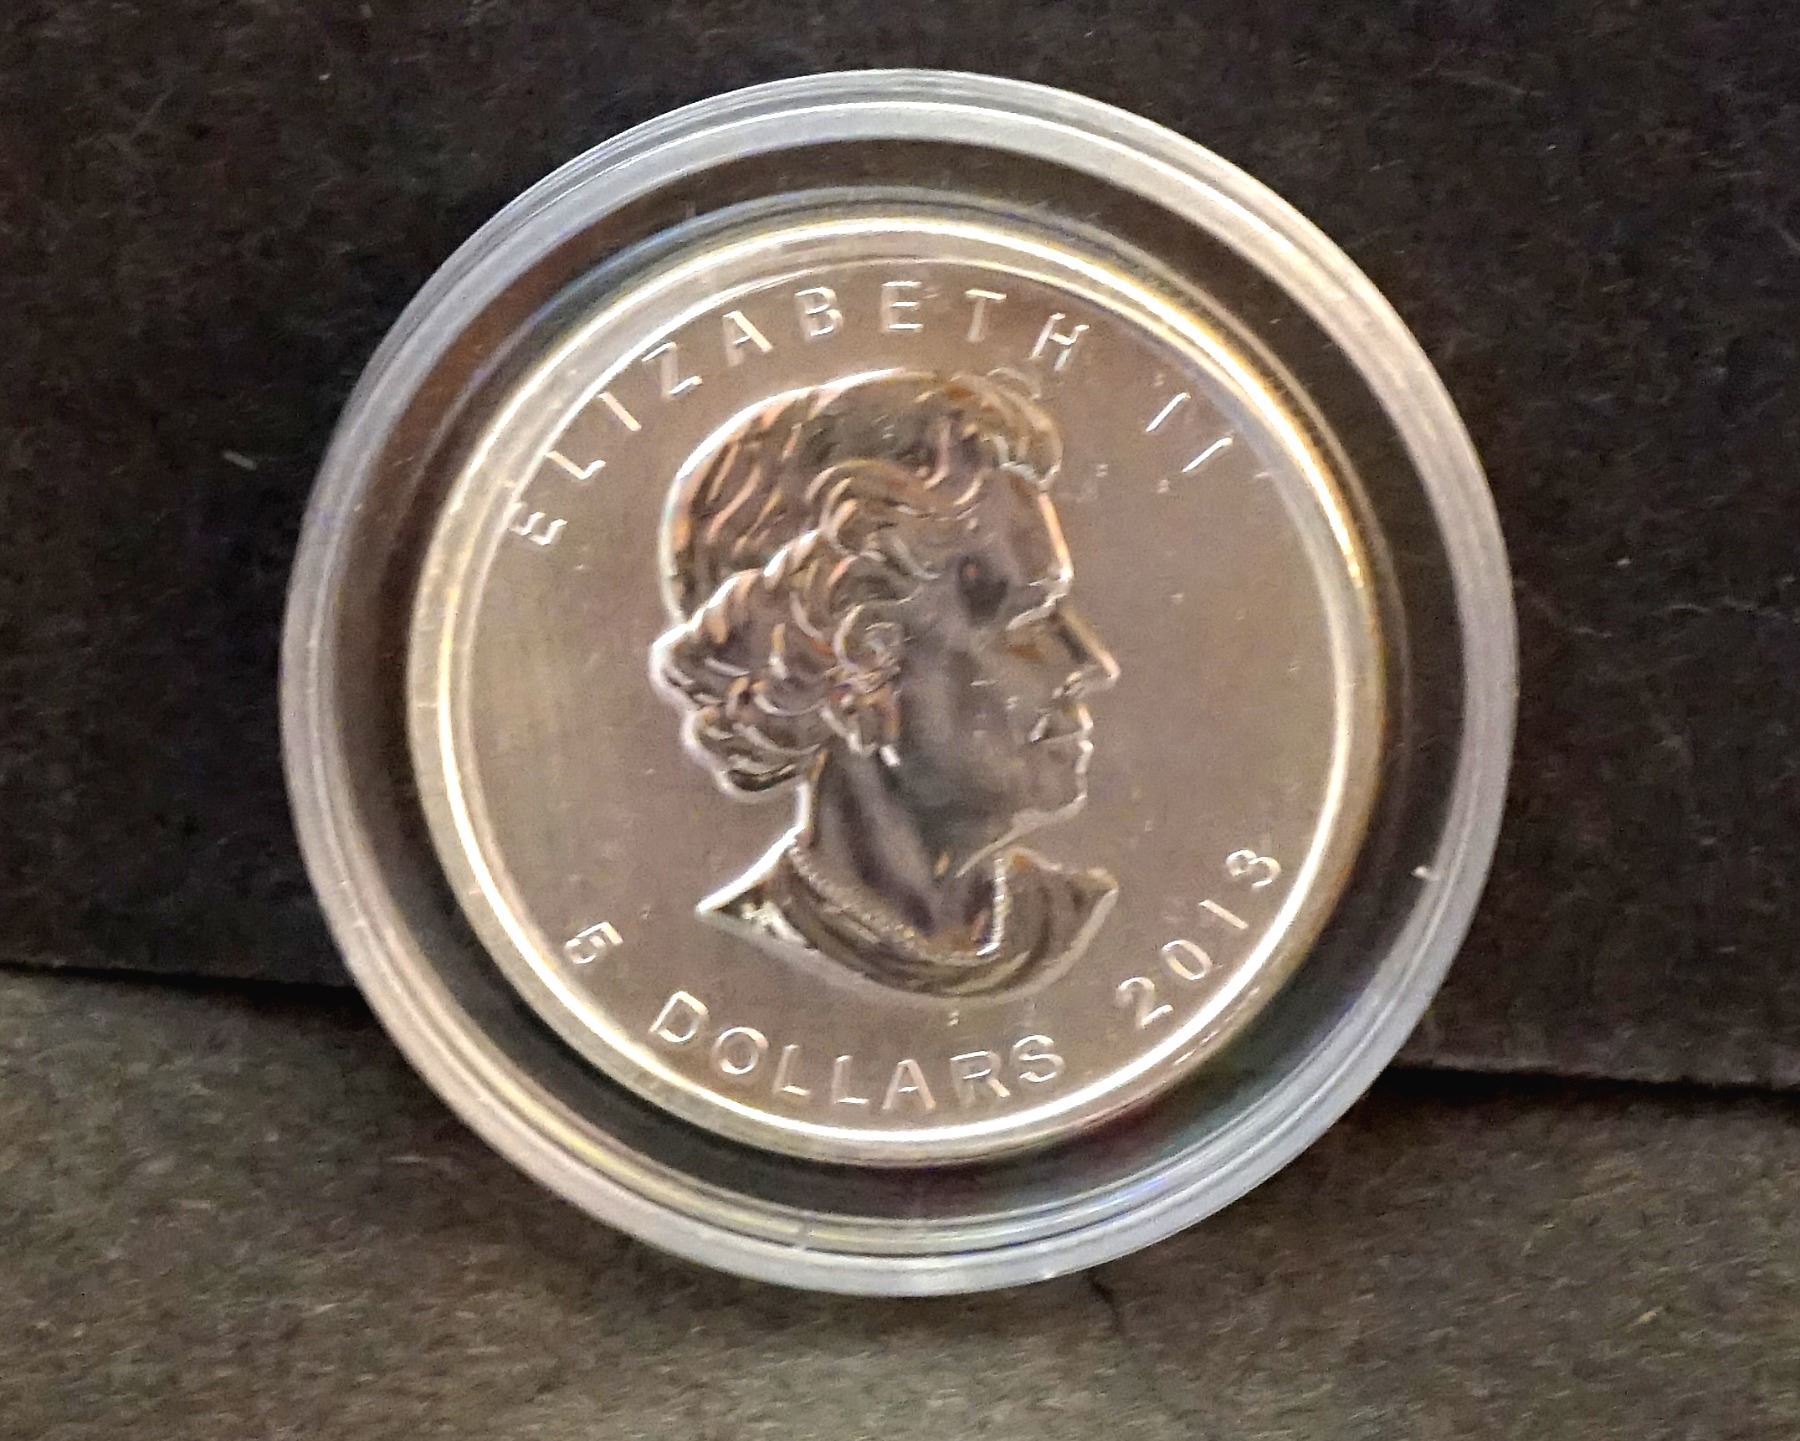 ELIZABETH II
5 DOLLARS 2013